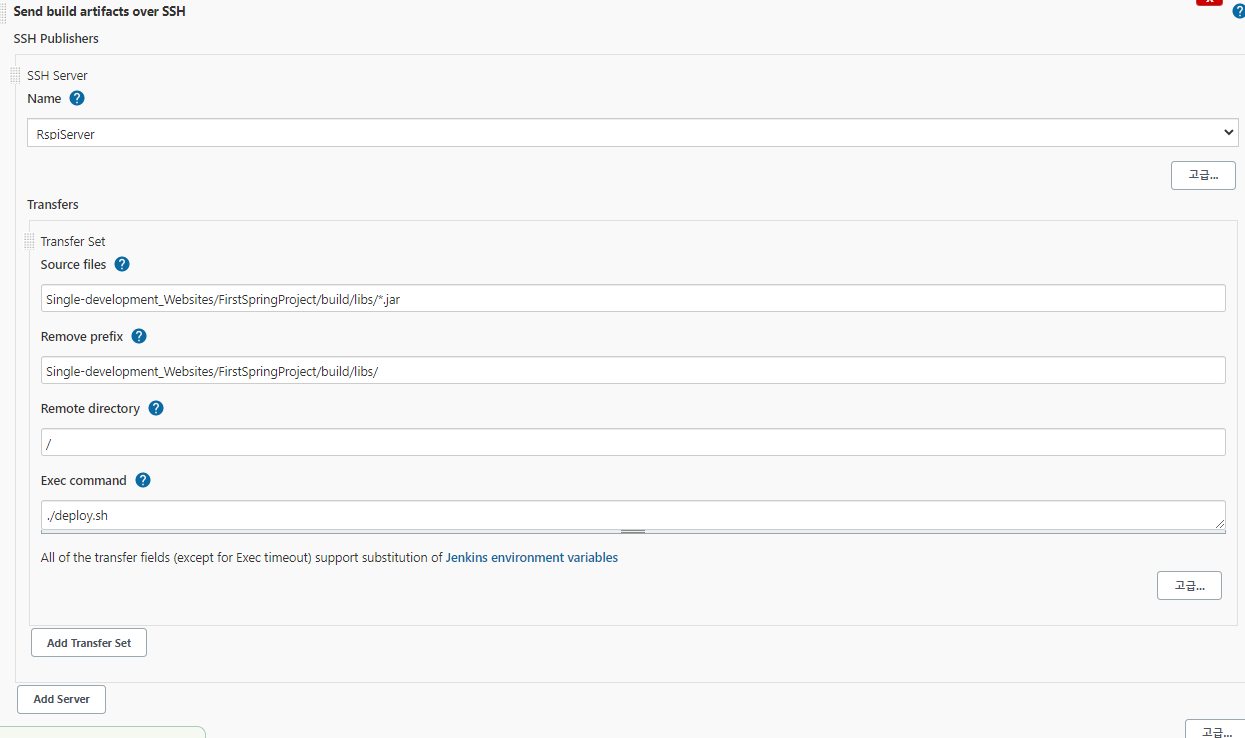 Send build artifacts over SSH
SSH Publishers
SSH Server
Name
RspiServer
고급...
Transfers
Transfer Set
Source files
Single-development_Websites/FirstSpringProject/build/libs/*.jar
Remove prefix
Single-development_Websites/FirstSpringProject/build/libs/
Remote directory
/
Exec command
./deploy.sh
All of the transfer fields (except for Exec timeout) support substitution of Jenkins environment variables
고급...
Add Transfer Set
Add Server
고급...